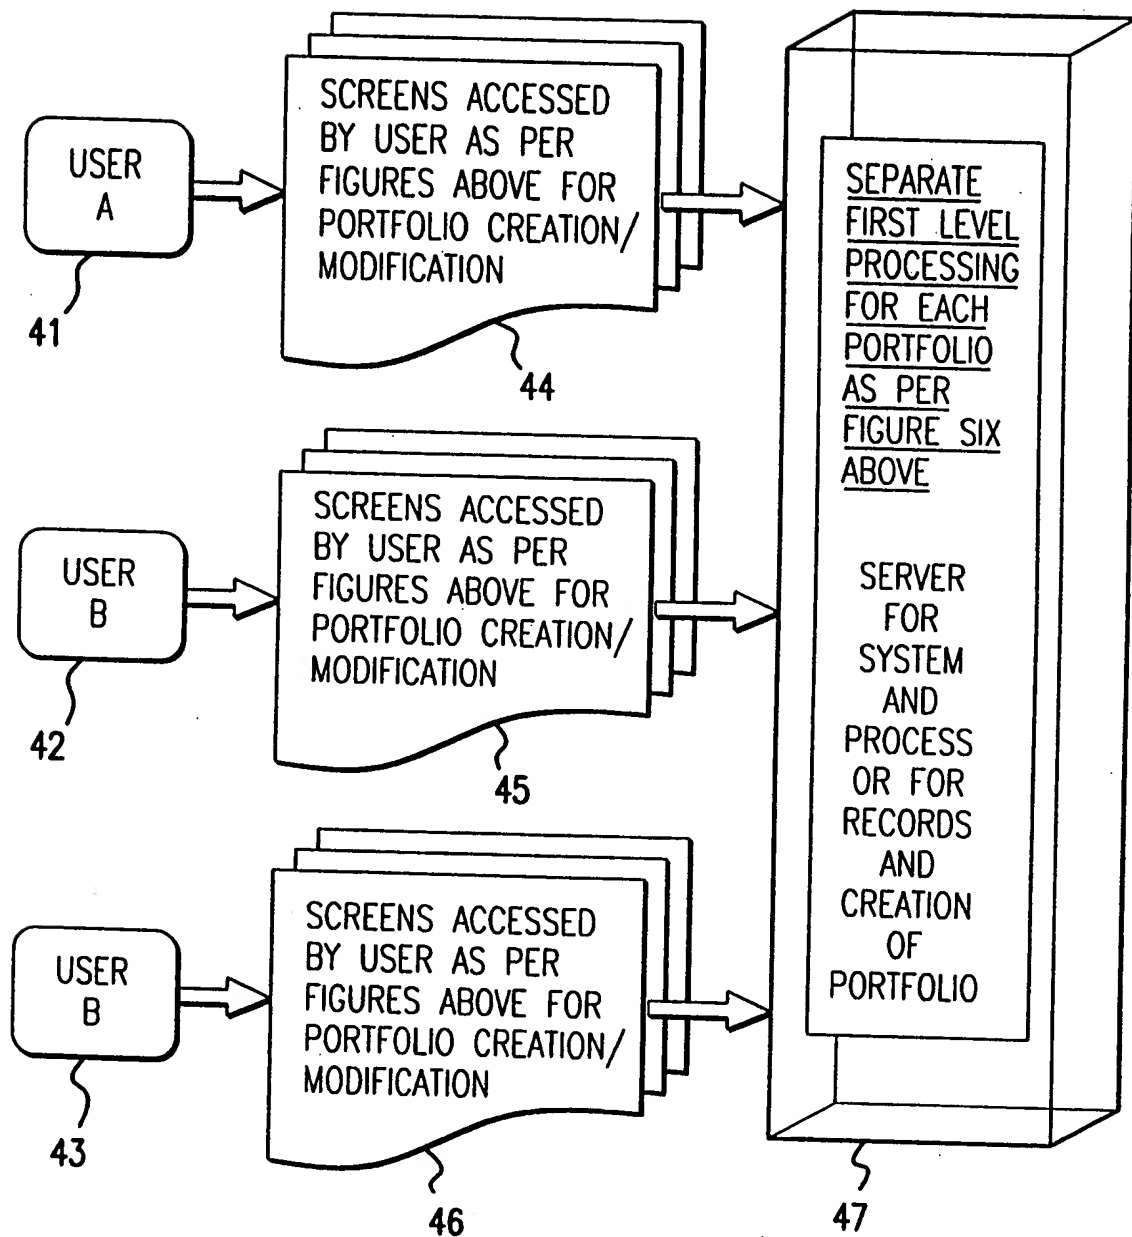 USER
A
41
SCREENS ACCESSED
BY USER AS PER
FIGURES ABOVE FOR
PORTFOLIO CREATION/
MODIFICATION
44
USER
B
42
SCREENS ACCESSED
BY USER AS PER
FIGURES ABOVE FOR
PORTFOLIO CREATION/
MODIFICATION
45
USER
B
43
SCREENS ACCESSED
BY USER AS PER
FIGURES ABOVE FOR
PORTFOLIO CREATION/
MODIFICATION
46
SEPARATE
FIRST LEVEL
PROCESSING
FOR EACH
PORTFOLIO
AS PER
FIGURE SIX
ABOVE
SERVER
FOR
SYSTEM
AND
PROCESS
OR FOR
RECORDS
AND
CREATION
OF
PORTFOLIO
47